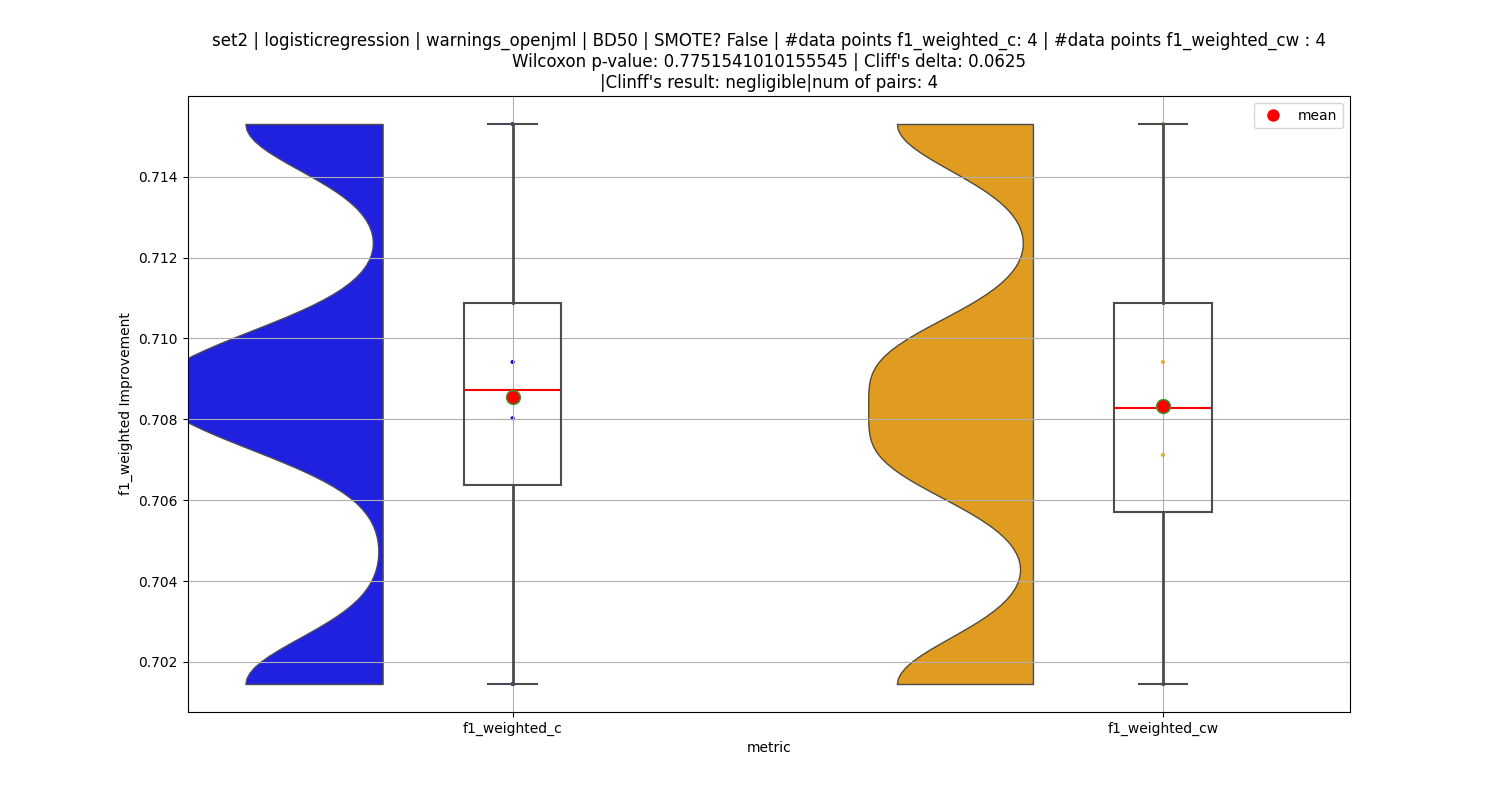 set2 | logisticregression | warnings_openjml | BD50 | SMOTE? False | #data points f1_weighted_c: 4 | #data points f1_weighted_cw : 4
Wilcoxon p-value: 0.7751541010155545 | Cliff's delta: 0.0625
|Clinff's result: negligible|num of pairs: 4
mean
0.714
0.712
0.710
0.708
0.706
0.704
0.702
f1_weighted Improvement
f1_weighted_c
f1_weighted_cw
metric